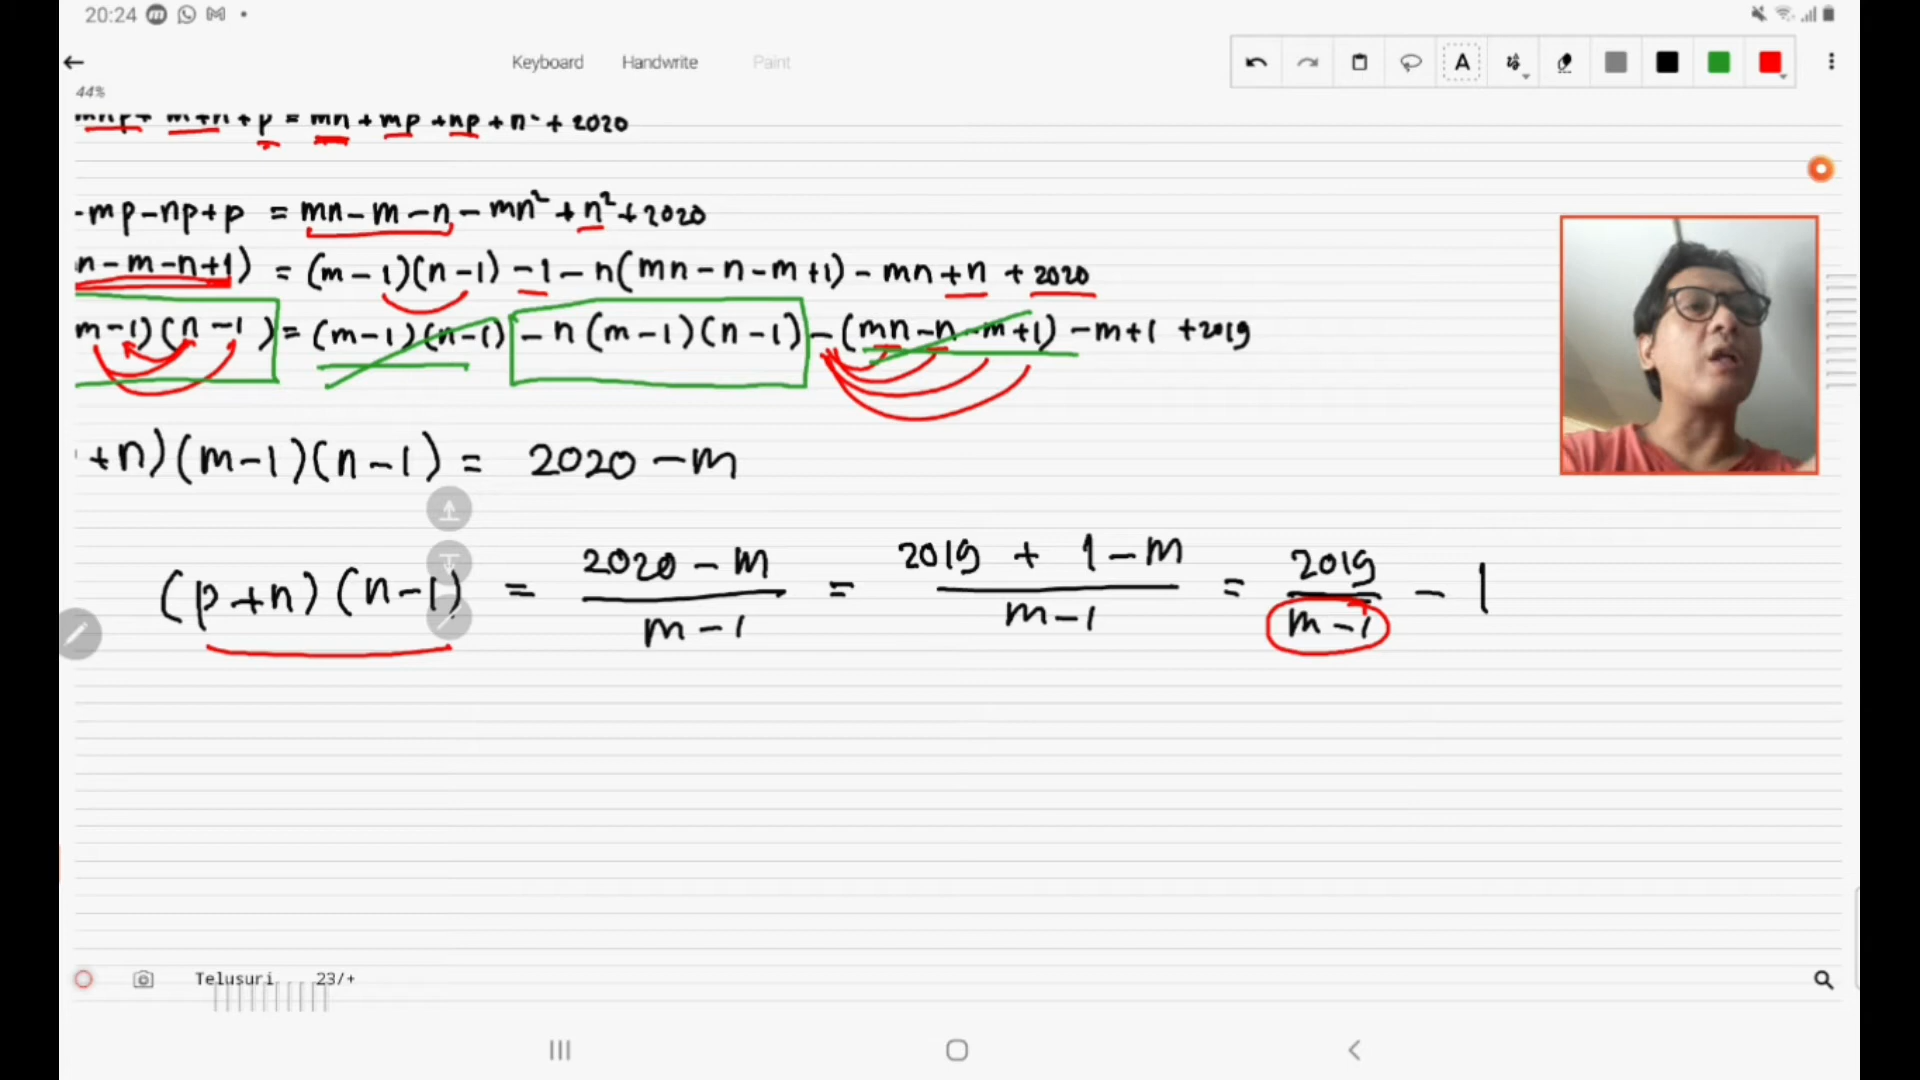 20:24
Keyboard Handwrite Paint
A
44%
mnp + m+n + p = mn + mp + np + n² + 2020
-mp-np+p = mn-m-n-mn²+n²+2020
n-m-n+1) = (m-1)(n-1)-1-n(mn-n-m+1)-mn+n+2020
m-1)(n-1) = (m-1)(n-1)-n(m-1)(n-1)-(mn-n-m+1)-m+1+2019
+n)(m-1)(n-1) = 2020-m
(p+n)(n-1) = 2020-m / m-1 = 2019+1-m / m-1 = 2019 / m-1 - 1
Telusuri 23/+